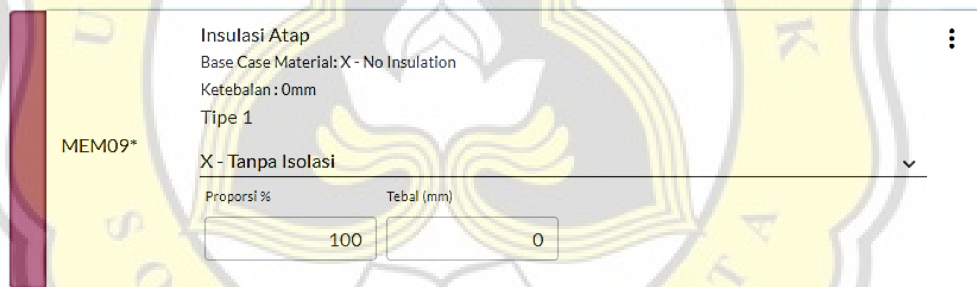 Insulasi Atap
Base Case Material: X - No Insulation
Ketebalan : 0mm
Tipe 1
MEM09*
X - Tanpa Isolasi
Proporsi % Tebal (mm)
100 0